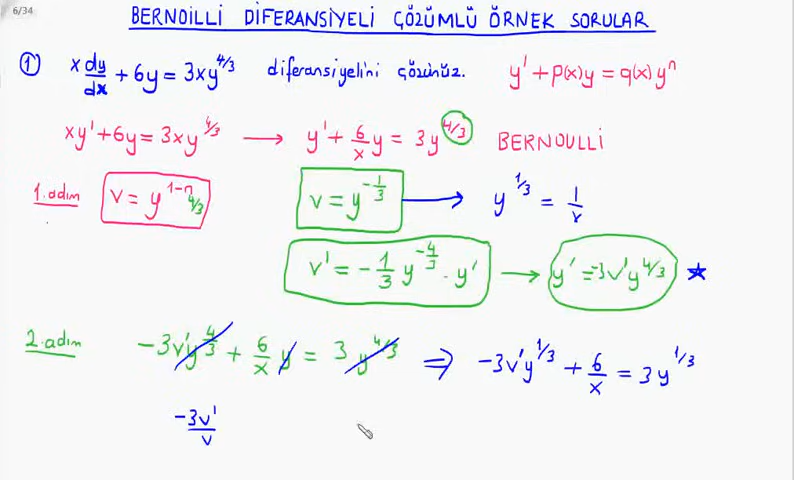 6/34
BERNOILLİ DİFERANSİYELİ ÇÖZÜMLÜ ÖRNEK SORULAR
① x dy/dx + 6y = 3xy^4/3 diferansiyelini çözünüz. y' + p(x)y = q(x)y^n
xy' + 6y = 3xy^4/3 → y' + 6/x y = 3y^4/3 BERNOULLİ
1.adım v = y^1-n 4/3 v = y^-1/3 → y^1/3 = 1/v
v' = -1/3 y^-4/3 . y' → y' = -3v'y^4/3 ★
2.adım -3v'y^4/3 + 6/x y = 3y^4/3 ⇒ -3v'y^1/3 + 6/x = 3y^1/3
-3v'/v